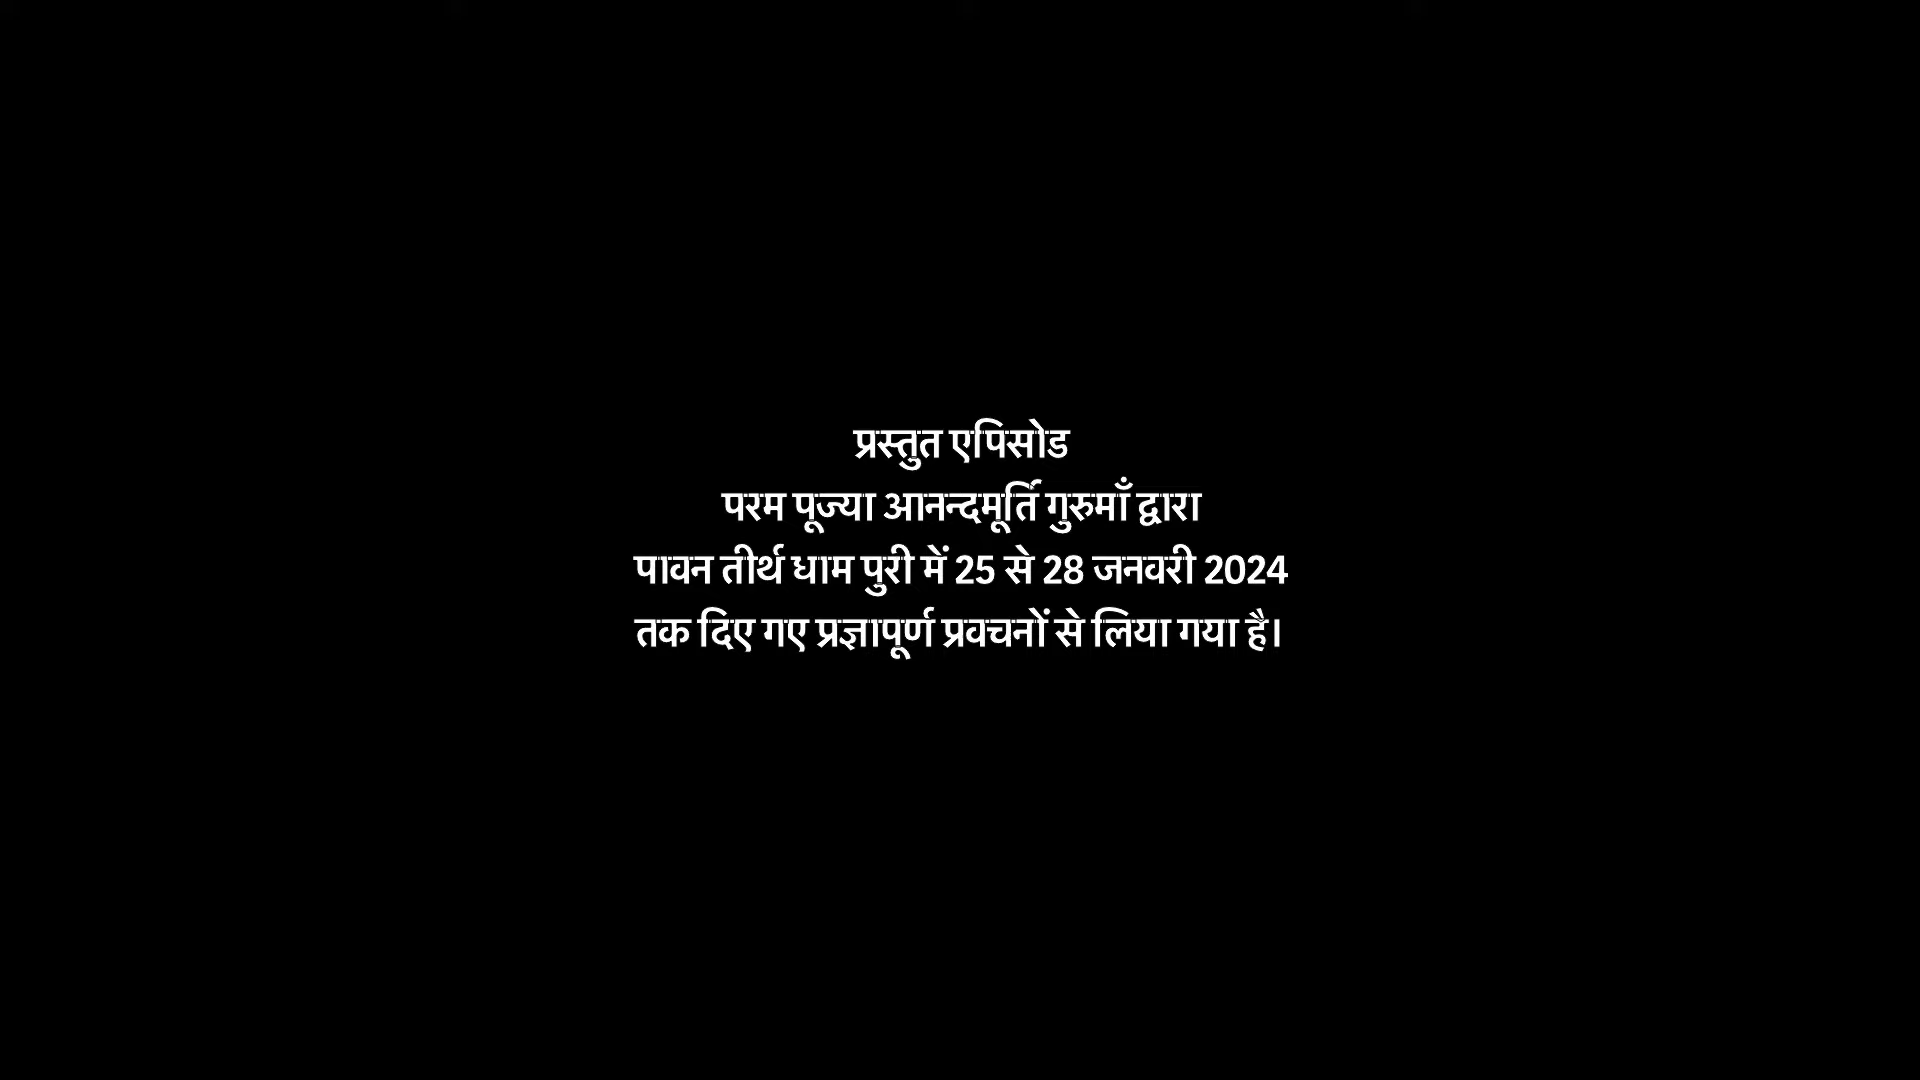 प्रस्तुत एपिसोड
परम पूज्या आनन्दमूर्ति गुरुमाँ द्वारा
पावन तीर्थ धाम पुरी में 25 से 28 जनवरी 2024
तक दिए गए प्रज्ञापूर्ण प्रवचनों से लिया गया है।